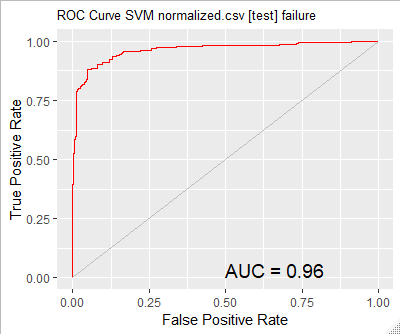 ROC Curve SVM normalized.csv [test] failure
True Positive Rate
1.00
0.75
0.50
0.25
0.00
AUC = 0.96
0.00 0.25 0.50 0.75 1.00
False Positive Rate